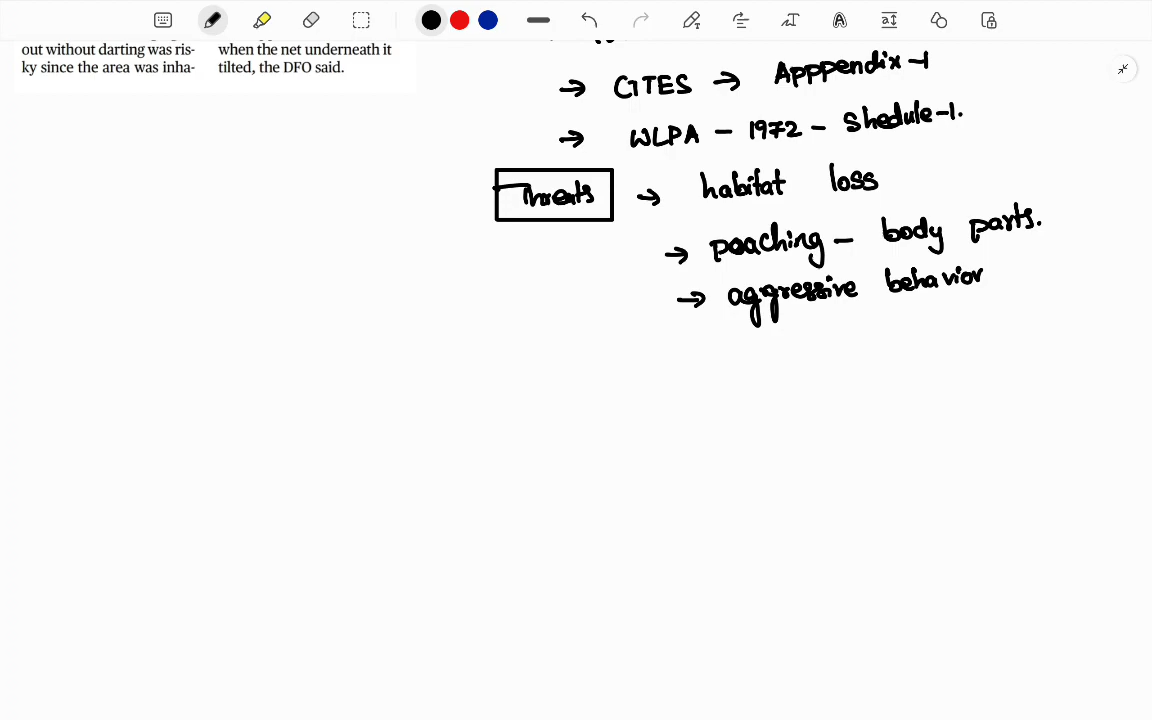 out without darting was ris-
ky since the area was inha-
when the net underneath it
tilted, the DFO said.
→ CITES → Apppendix-1
→ WLPA - 1972 - Shedule-1.
Threats → habitat loss
→ poaching - body parts.
→ aggressive behavior